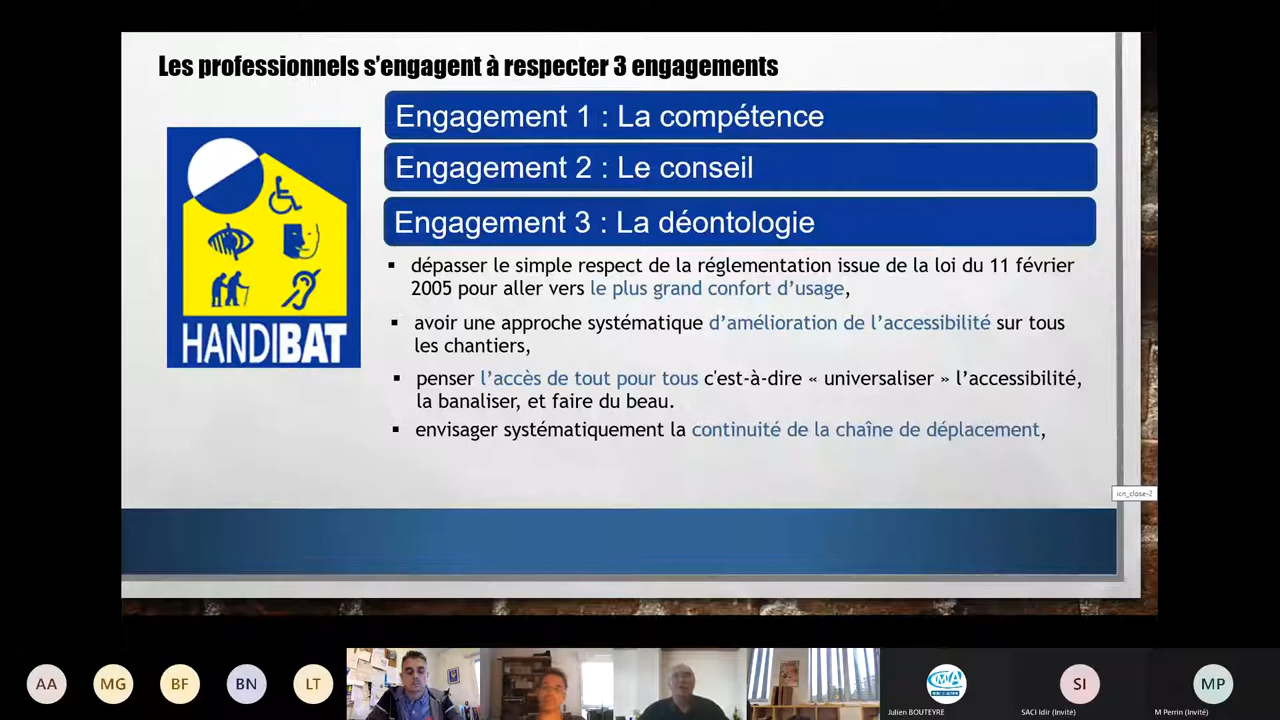 Les professionnels s’engagent à respecter 3 engagements
Engagement 1 : La compétence
Engagement 2 : Le conseil
Engagement 3 : La déontologie
HANDIBAT
▪ dépasser le simple respect de la réglementation issue de la loi du 11 février
2005 pour aller vers le plus grand confort d’usage,
▪ avoir une approche systématique d’amélioration de l’accessibilité sur tous
les chantiers,
▪ penser l’accès de tout pour tous c'est-à-dire « universaliser » l’accessibilité,
la banaliser, et faire du beau.
▪ envisager systématiquement la continuité de la chaîne de déplacement,
icn_close-2
AA
MG
BF
BN
LT
CMA
SI
MP
Julien BOUTEYRE
SACI Idir (Invité)
M Perrin (Invité)